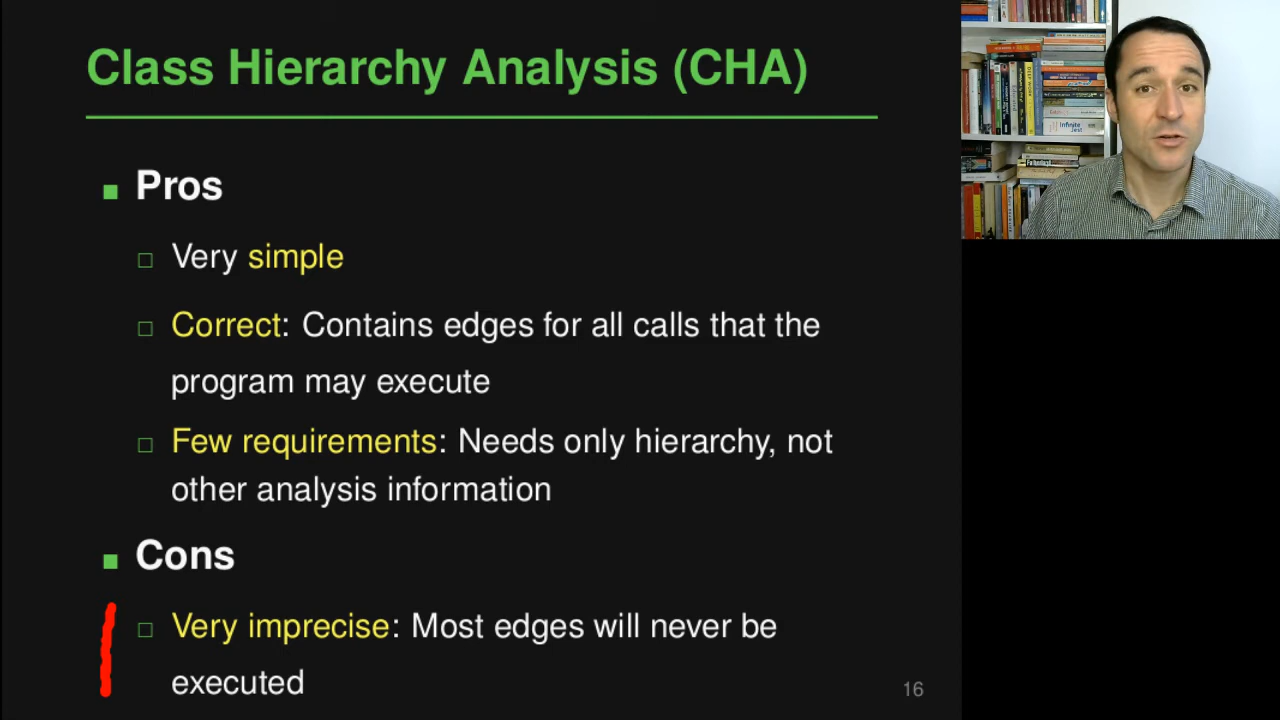 Class Hierarchy Analysis (CHA)
Pros
Very simple
Correct: Contains edges for all calls that the
program may execute
Few requirements: Needs only hierarchy, not
other analysis information
Cons
Very imprecise: Most edges will never be
executed
16
Infinite